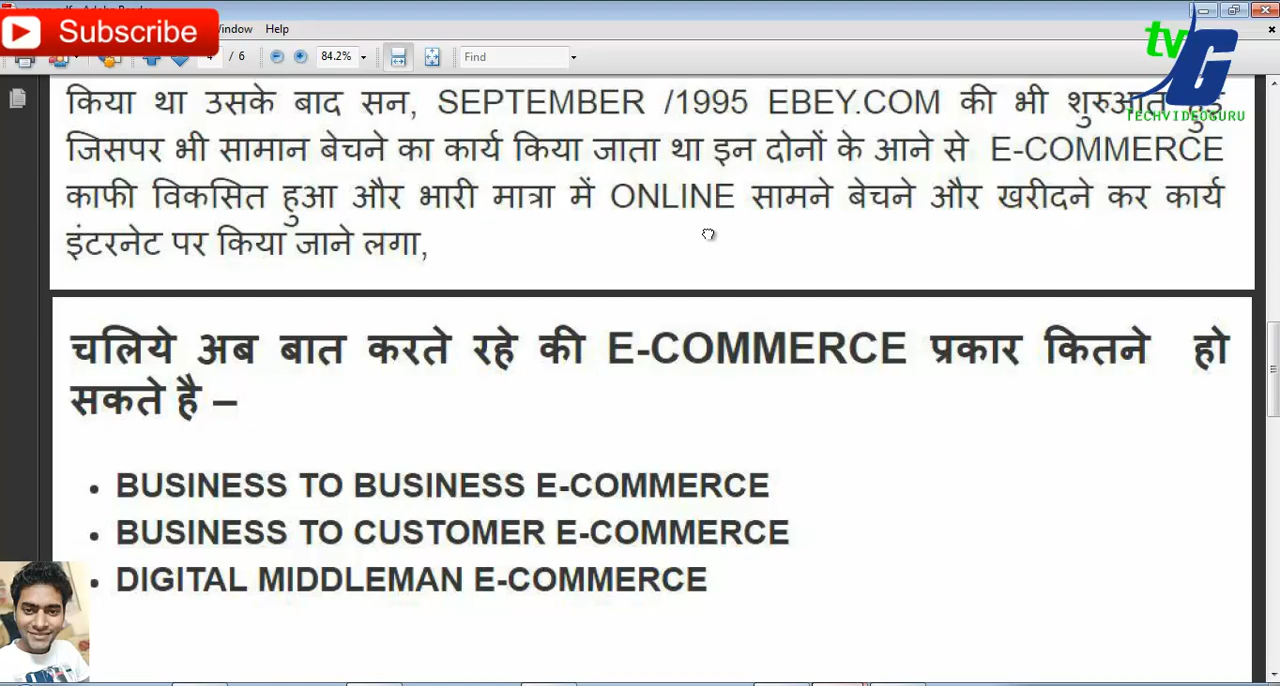 Subscribe
Window Help
/ 6 84.2% Find
tv
G
TECHVIDEOGURU
किया था उसके बाद सन, SEPTEMBER /1995 EBEY.COM की भी शुरुआत हुई
जिसपर भी सामान बेचने का कार्य किया जाता था इन दोनों के आने से E-COMMERCE
काफी विकसित हुआ और भारी मात्रा में ONLINE सामने बेचने और खरीदने कर कार्य
इंटरनेट पर किया जाने लगा,
चलिये अब बात करते रहे की E-COMMERCE प्रकार कितने हो
सकते है –
• BUSINESS TO BUSINESS E-COMMERCE
• BUSINESS TO CUSTOMER E-COMMERCE
• DIGITAL MIDDLEMAN E-COMMERCE